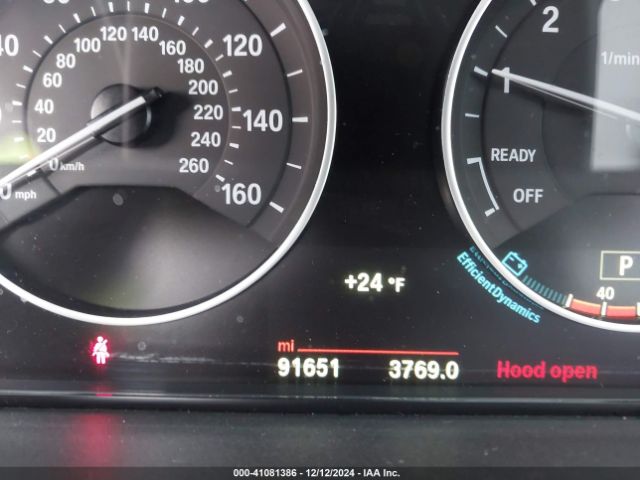 120
140
160
0 mph
20
40
60
80
100
120
140
160
180
200
220
240
260
0 km/h
2
1
1/min
READY
OFF
EfficientDynamics
P
40
+24 °F
mi
91651 3769.0
Hood open
000-41081386 - 12/12/2024 - IAA Inc.